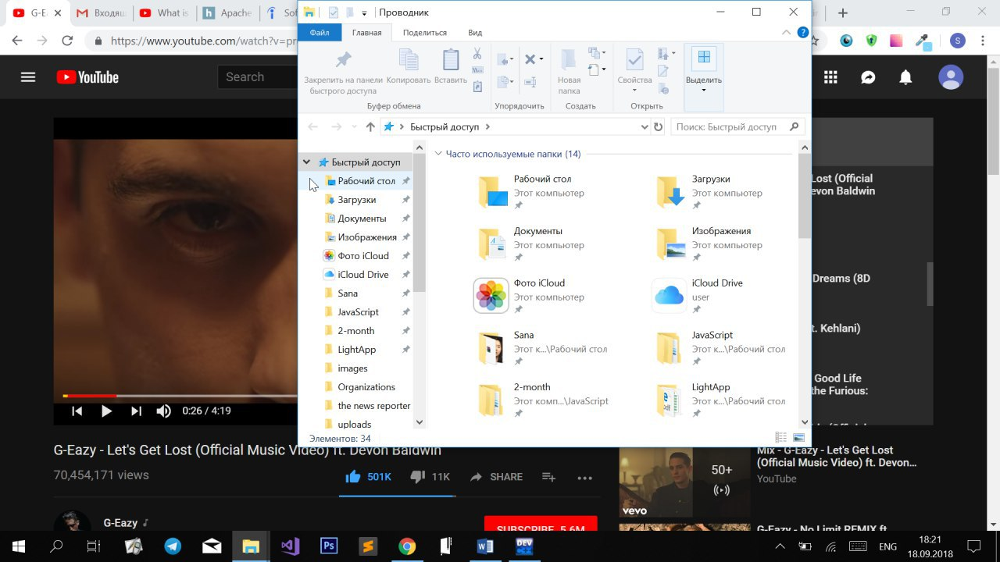 G-E
M
одящ
What is
Apache
Sof
Проводник
https://www.youtube.com/watch?v=pr
S
Файл
Главная
Поделиться
Вид
Закрепить на панели
быстрого доступа
Копировать
Вставить
Новая
папка
Свойства
Выделить
Буфер обмена
Упорядочить
Создать
Открыть
YouTube
Search
Быстрый доступ
Поиск: Быстрый доступ
Быстрый доступ
Рабочий стол
Загрузки
Документы
Изображения
Фото iCloud
iCloud Drive
Sana
JavaScript
2-month
LightApp
images
Organizations
the news reporter
uploads
Часто используемые папки (14)
Рабочий стол
Этот компьютер
Загрузки
Этот компьютер
Документы
Этот компьютер
Изображения
Этот компьютер
Фото iCloud
Этот компьютер
iCloud Drive
user
Sana
Этот к...\Рабочий стол
JavaScript
Этот к...\Рабочий стол
2-month
Этот комп...\JavaScript
LightApp
Этот к...\Рабочий стол
Элементов: 34
Lost (Official
Devon Baldwin
Dreams (8D
t. Kehlani)
Good Life
the Furious:
0:26 / 4:19
G-Eazy - Let's Get Lost (Official Music Video) ft. Devon Baldwin
70,454,171 views
501K
11K
SHARE
G-Eazy
SUBSCRIBE 5.6M
50+
vevo
Mix - G-Eazy - Let's Get Lost
(Official Music Video) ft. Devon...
YouTube
G-Eazy - No Limit REMIX ft.
Ps
DEV
ENG
18:21
18.09.2018